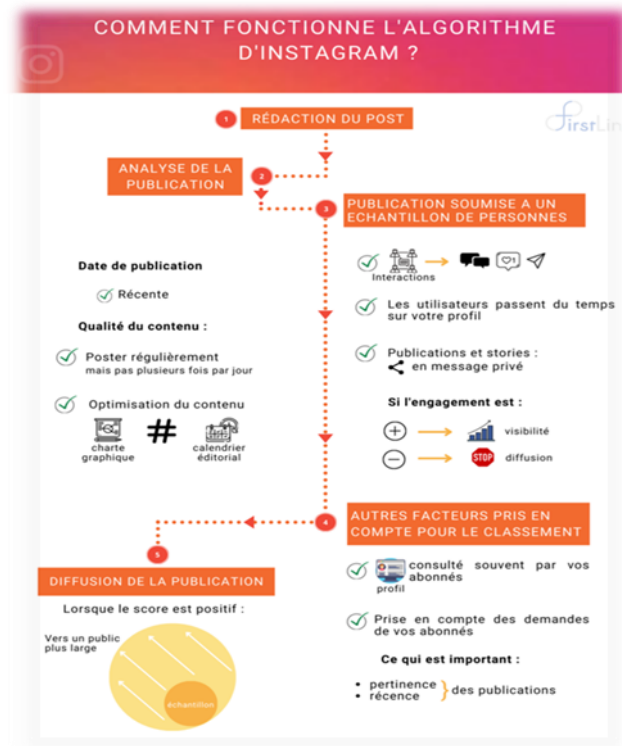 COMMENT FONCTIONNE L'ALGORITHME
D'INSTAGRAM ?
FirstLin
1
RÉDACTION DU POST
ANALYSE DE LA
PUBLICATION
2
3
PUBLICATION SOUMISE A UN
ECHANTILLON DE PERSONNES
Date de publication
Récente
Qualité du contenu :
Poster régulièrement
mais pas plusieurs fois par jour
Optimisation du contenu
#
charte
graphique
calendrier
éditorial
Interactions
1
Les utilisateurs passent du temps
sur votre profil
Publications et stories :
en message privé
Si l'engagement est :
visibilité
STOP
diffusion
4
AUTRES FACTEURS PRIS EN
COMPTE POUR LE CLASSEMENT
profil
consulté souvent par vos
abonnés
Prise en compte des demandes
de vos abonnés
Ce qui est important :
• pertinence
• récence
des publications
5
DIFFUSION DE LA PUBLICATION
Lorsque le score est positif :
Vers un public
plus large
échantillon